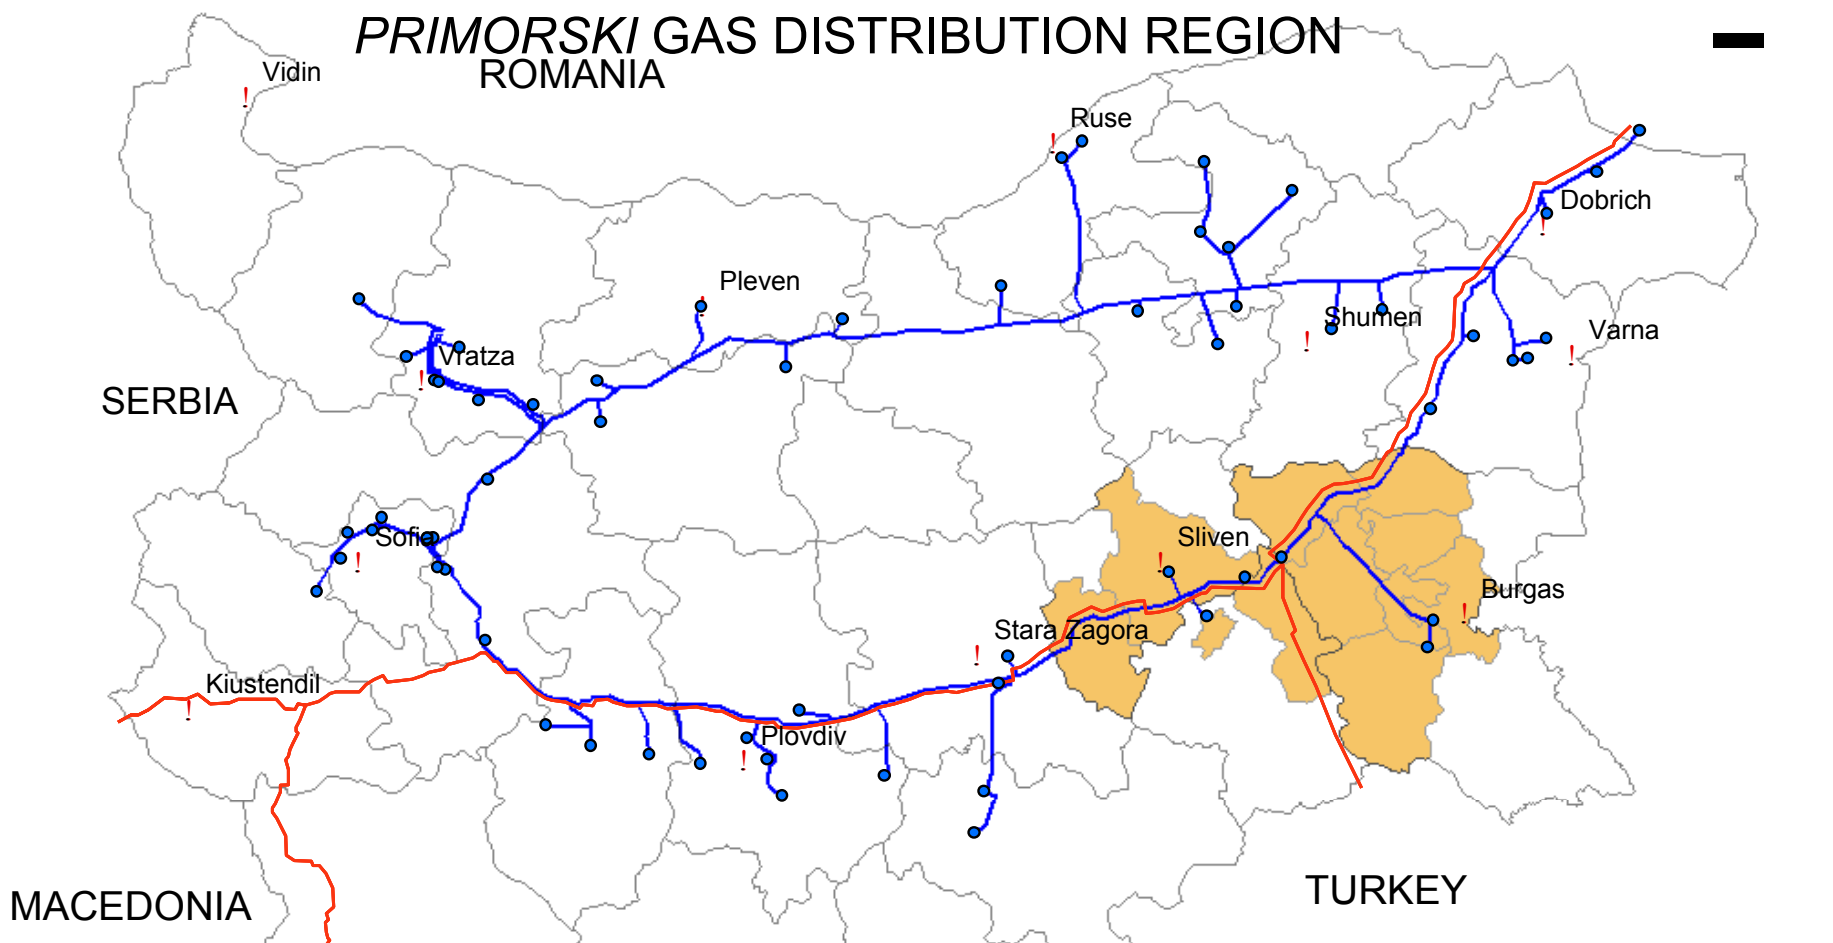 PRIMORSKI GAS DISTRIBUTION REGION
Vidin
ROMANIA
Ruse
Dobrich
Pleven
Shumen
Varna
Vratza
SERBIA
Sofia
Sliven
Burgas
Stara Zagora
Kiustendil
Plovdiv
TURKEY
MACEDONIA